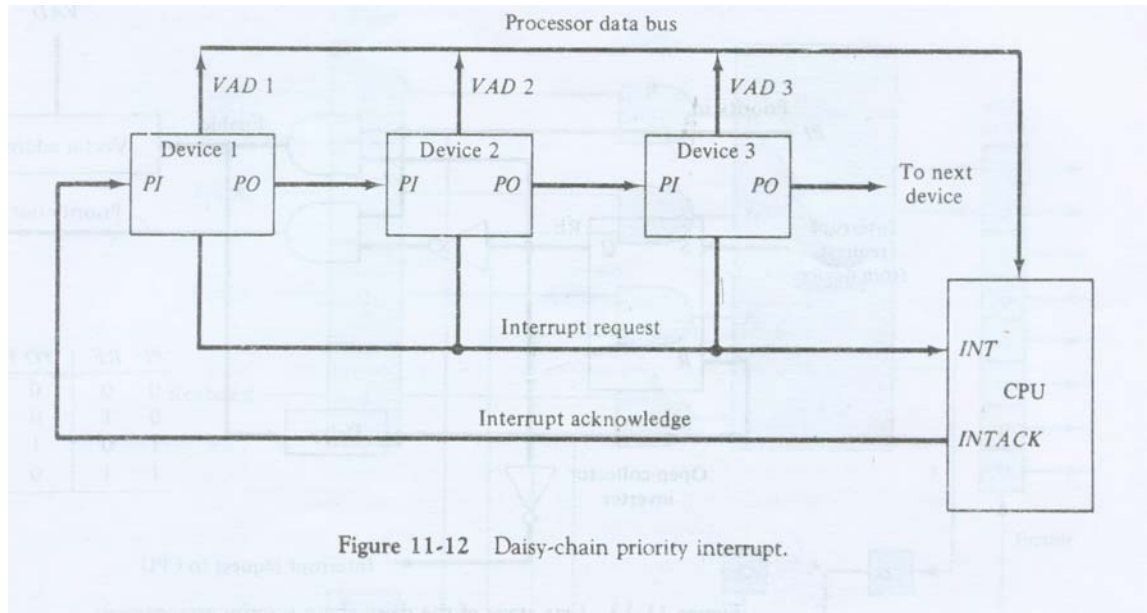 Processor data bus
VAD 1
VAD 2
VAD 3
Device 1
Device 2
Device 3
PI PO
PI PO
PI PO
To next
device
Interrupt request
INT
CPU
Interrupt acknowledge
INTACK
Figure 11-12 Daisy-chain priority interrupt.